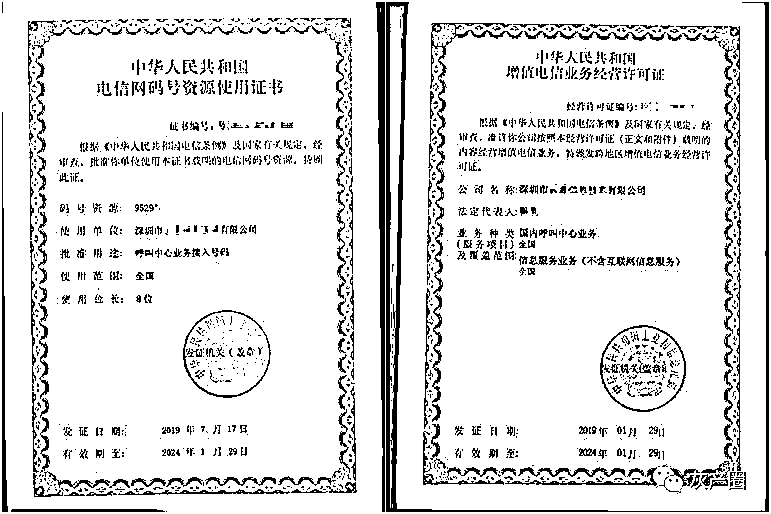 中华人民共和国
电信网码号资源使用证书
证书编号：号
根据《中华人民共和国电信条例》及国家有关规定，经
审查，批准你单位使用本证书载明的电信网码号资源，特颁
此证。
码号资源：9529
使用单位：深圳市 有限公司
批准用途：呼叫中心业务接入号码
使用范围：全国
使用位长：8位
发证机关（盖章）
发证日期：2019 年 7 月 17日
有效期至：2024 年 1 月 29日
中华人民共和国
增值电信业务经营许可证
经营许可证编号：
根据《中华人民共和国电信条例》及国家有关规定，经
审查，准许你公司按照本经营许可证（正文和附件）载明的
内容经营增值电信业务，特颁发跨地区增值电信业务经营许
可证。
公司名称：深圳市 有限公司
法定代表人：
业务种类 国内呼叫中心业务
（服务项目）全国
及覆盖范围：信息服务业务（不含互联网信息服务）
全国
发证机关（盖章）
发证日期：2019年 01月 29日
有效期至：2024年 01月 29日
灰产圈